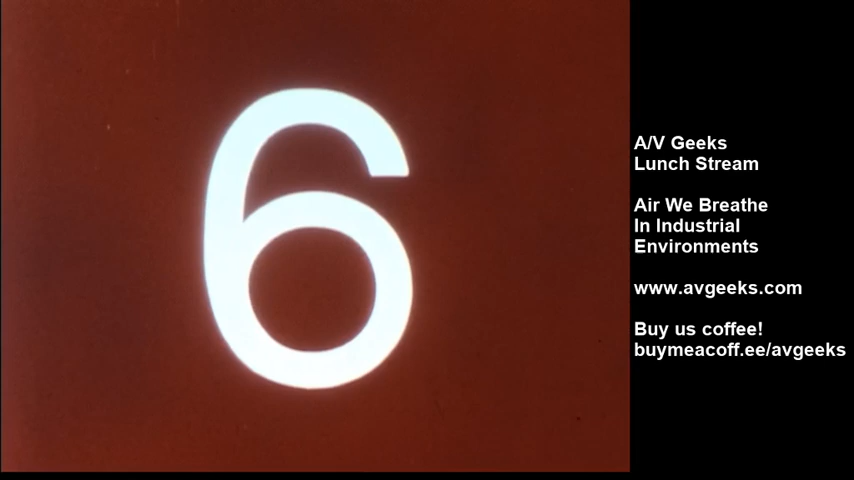 6
A/V Geeks
Lunch Stream
Air We Breathe
In Industrial
Environments
www.avgeeks.com
Buy us coffee!
buymeacoff.ee/avgeeks